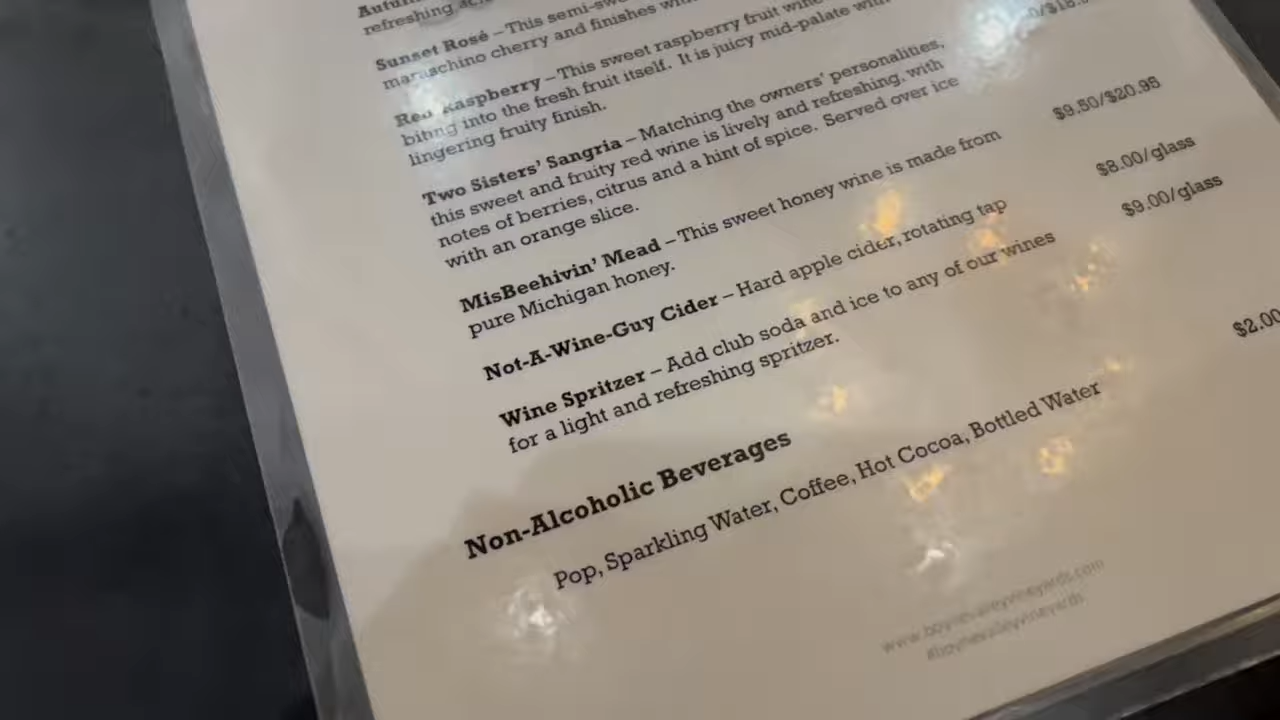 refreshing
Sunset Rosé – This semi-sweet
maraschino cherry and finishes with
Red Raspberry – This sweet raspberry fruit wine
biting into the fresh fruit itself. It is juicy mid-palate with
lingering fruity finish.
Two Sisters' Sangria – Matching the owners' personalities,
this sweet and fruity red wine is lively and refreshing. with
notes of berries, citrus and a hint of spice. Served over ice
with an orange slice.
MisBeehivin' Mead – This sweet honey wine is made from $9.50/$20.95
pure Michigan honey.
Not-A-Wine-Guy Cider – Hard apple cider, rotating tap $8.00/glass
Wine Spritzer – Add club soda and ice to any of our wines $9.00/glass
for a light and refreshing spritzer.
Non-Alcoholic Beverages
Pop, Sparkling Water, Coffee, Hot Cocoa, Bottled Water $2.00
www.boynevalleyvineyards.com
#boynevalleyvineyards